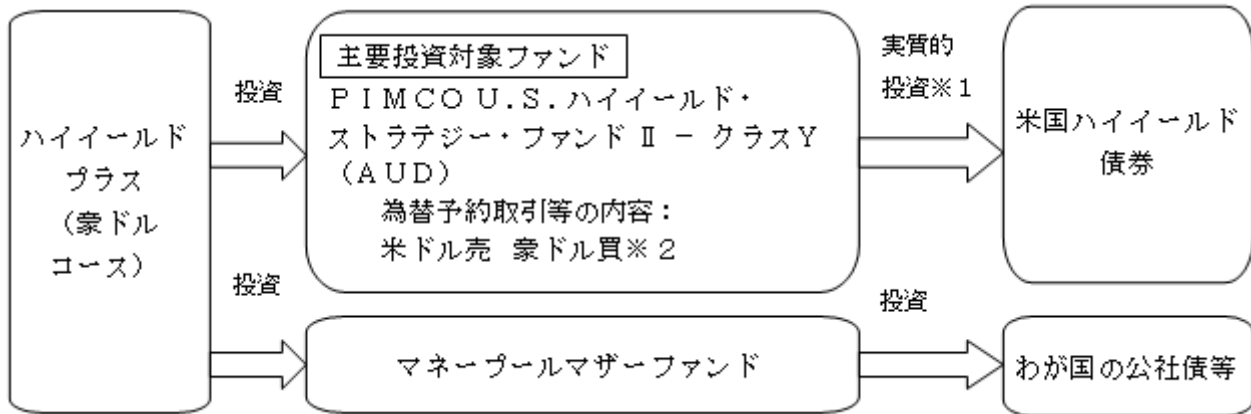 ハイイールド
プラス
（豪ドル
コース）
投資
主要投資対象ファンド
ＰＩＭＣＯ Ｕ.Ｓ.ハイイールド・
ストラテジー・ファンド Ⅱ － クラスＹ
（ＡＵＤ）
為替予約取引等の内容：
米ドル売 豪ドル買※２
実質的
投資※１
米国ハイイールド
債券
投資
マネープールマザーファンド
投資
わが国の公社債等